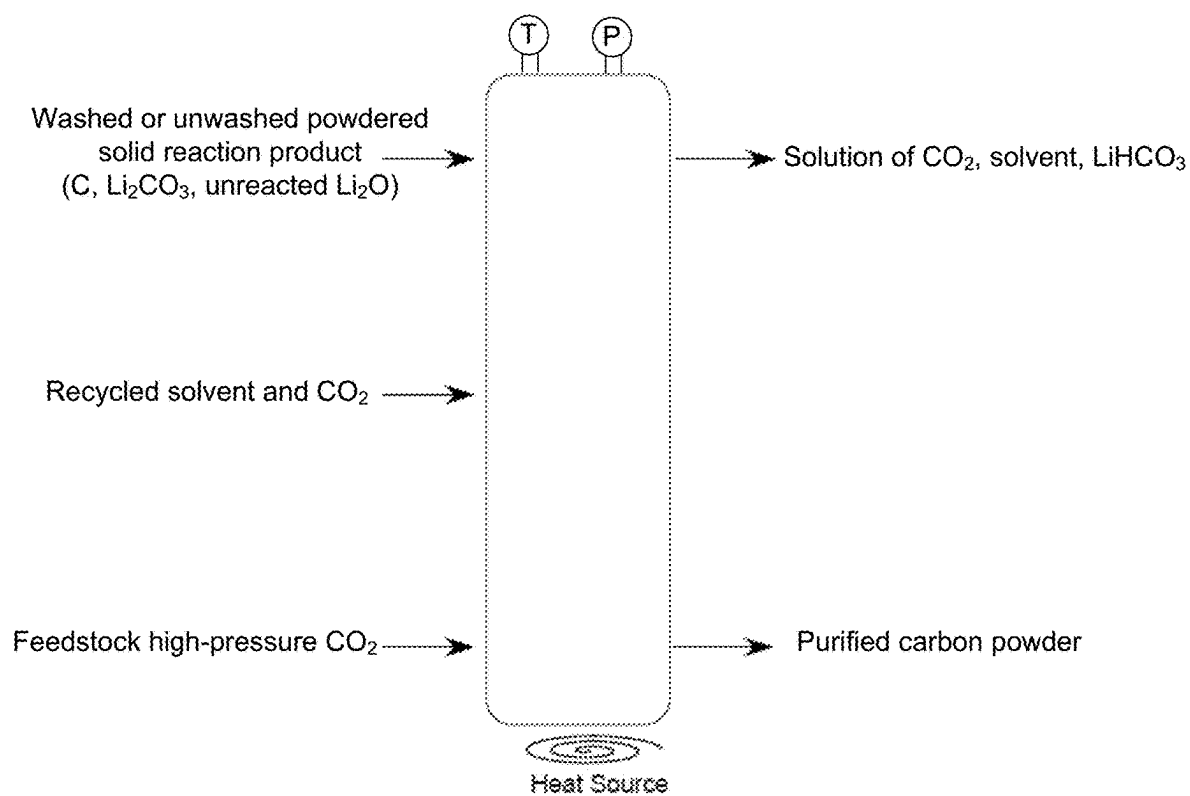 T
P
Washed or unwashed powdered
solid reaction product
(C, Li₂CO₃, unreacted Li₂O)
Solution of CO₂, solvent, LiHCO₃
Recycled solvent and CO₂
Feedstock high-pressure CO₂
Purified carbon powder
Heat Source